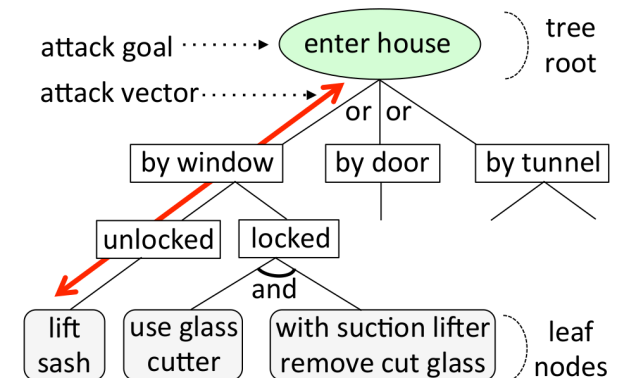 attack goal
enter house
tree
root
attack vector
or or
by window
by door
by tunnel
unlocked
locked
and
lift
sash
use glass
cutter
with suction lifter
remove cut glass
leaf
nodes